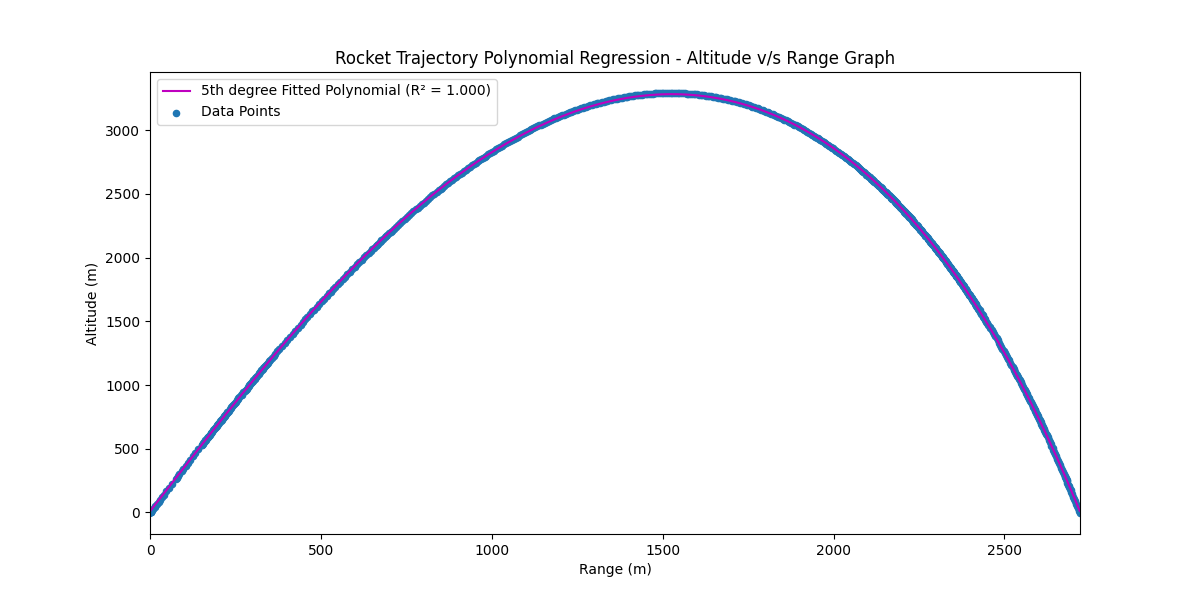 Rocket Trajectory Polynomial Regression - Altitude v/s Range Graph
5th degree Fitted Polynomial (R² = 1.000)
Data Points
3000
2500
2000
1500
1000
500
0
Altitude (m)
0 500 1000 1500 2000 2500
Range (m)